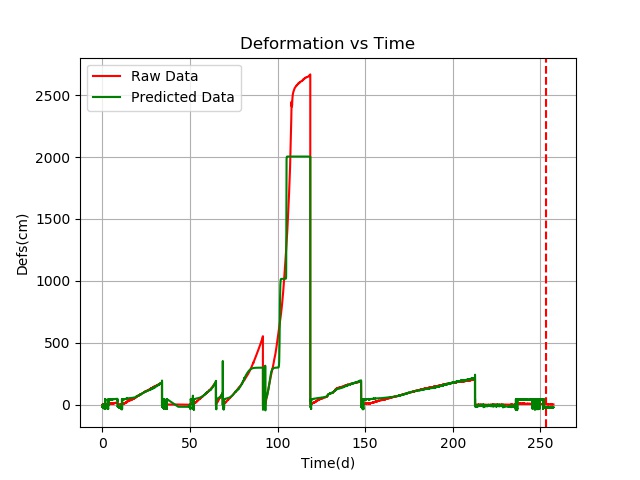 Deformation vs Time
Raw Data
Predicted Data
2500
2000
1500
1000
500
0
Defs(cm)
0 50 100 150 200 250
Time(d)